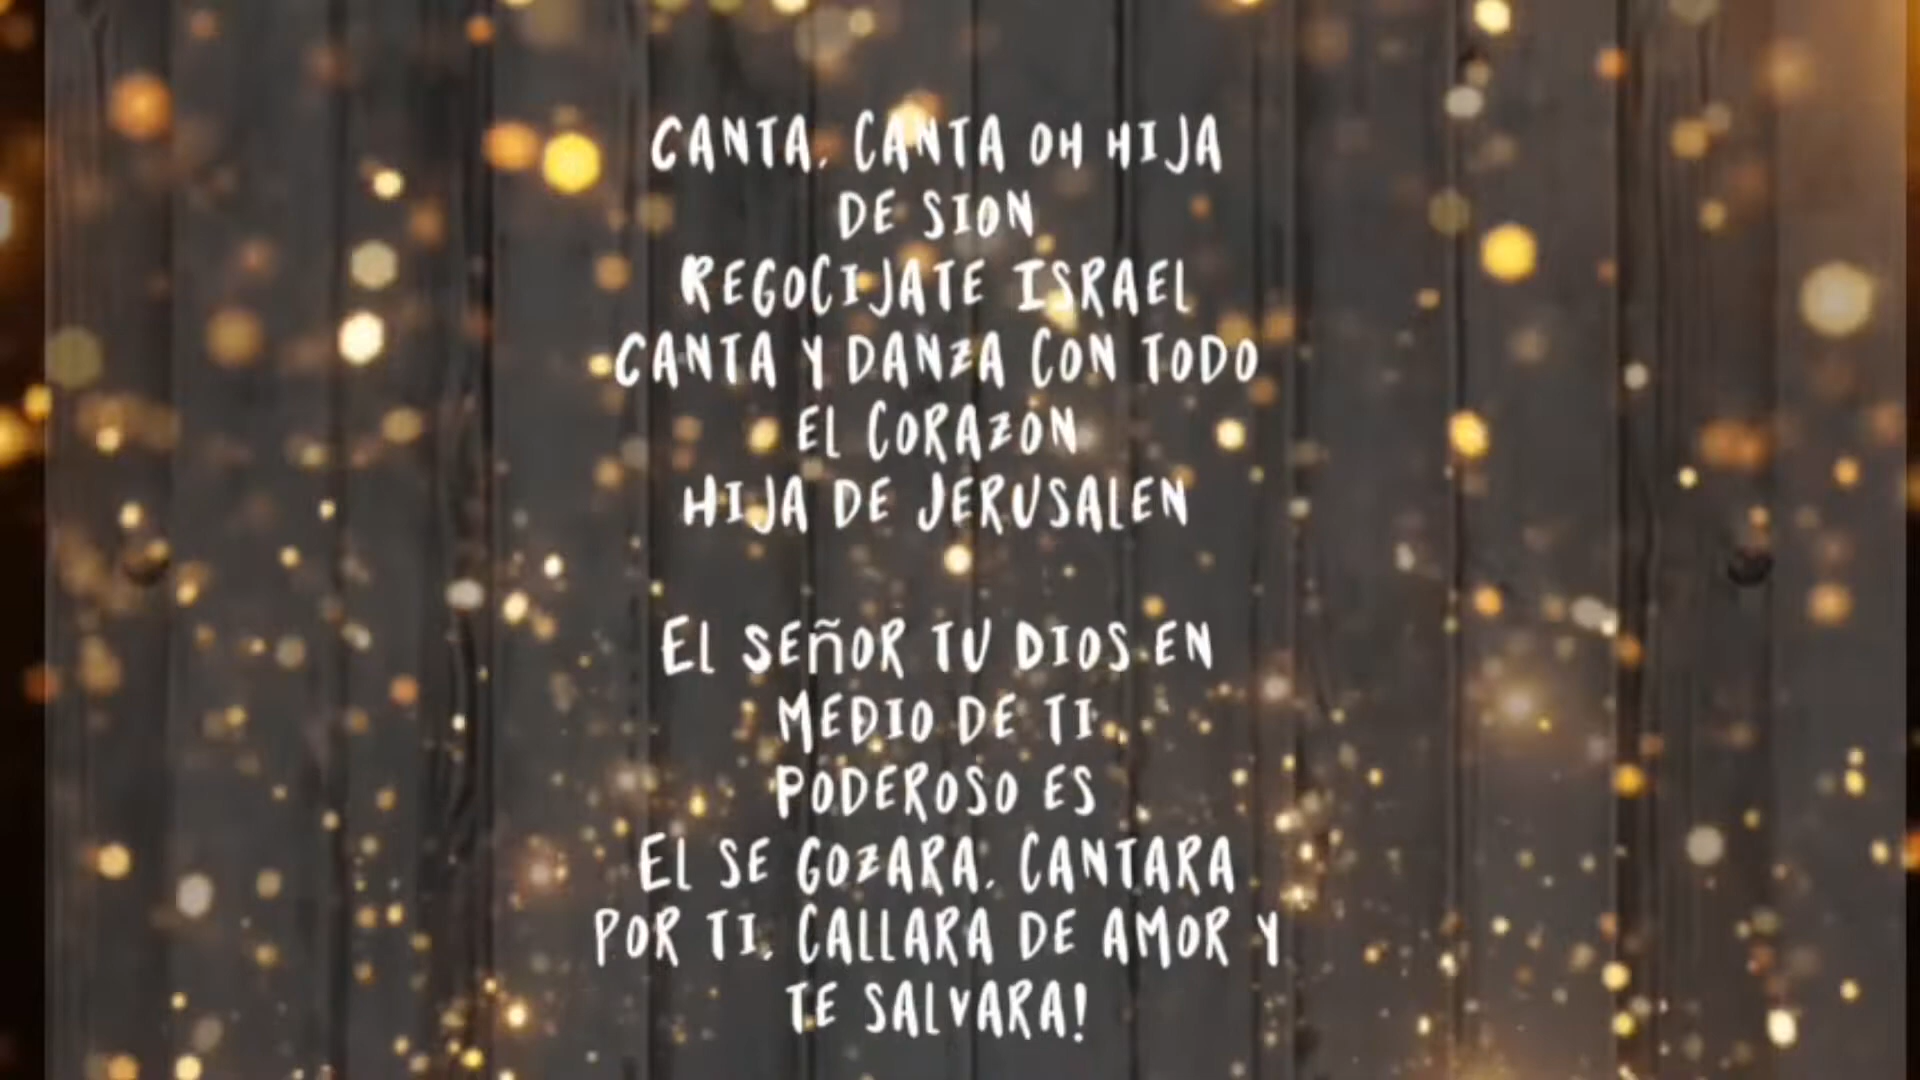 CANTA, CANTA OH HIJA
DE SION
REGOCIJATE ISRAEL
CANTA Y DANZA CON TODO
EL CORAZON
HIJA DE JERUSALEN
EL SEÑOR TU DIOS EN
MEDIO DE TI
PODEROSO ES
EL SE GOZARA, CANTARA
POR TI, CALLARA DE AMOR Y
TE SALVARA!